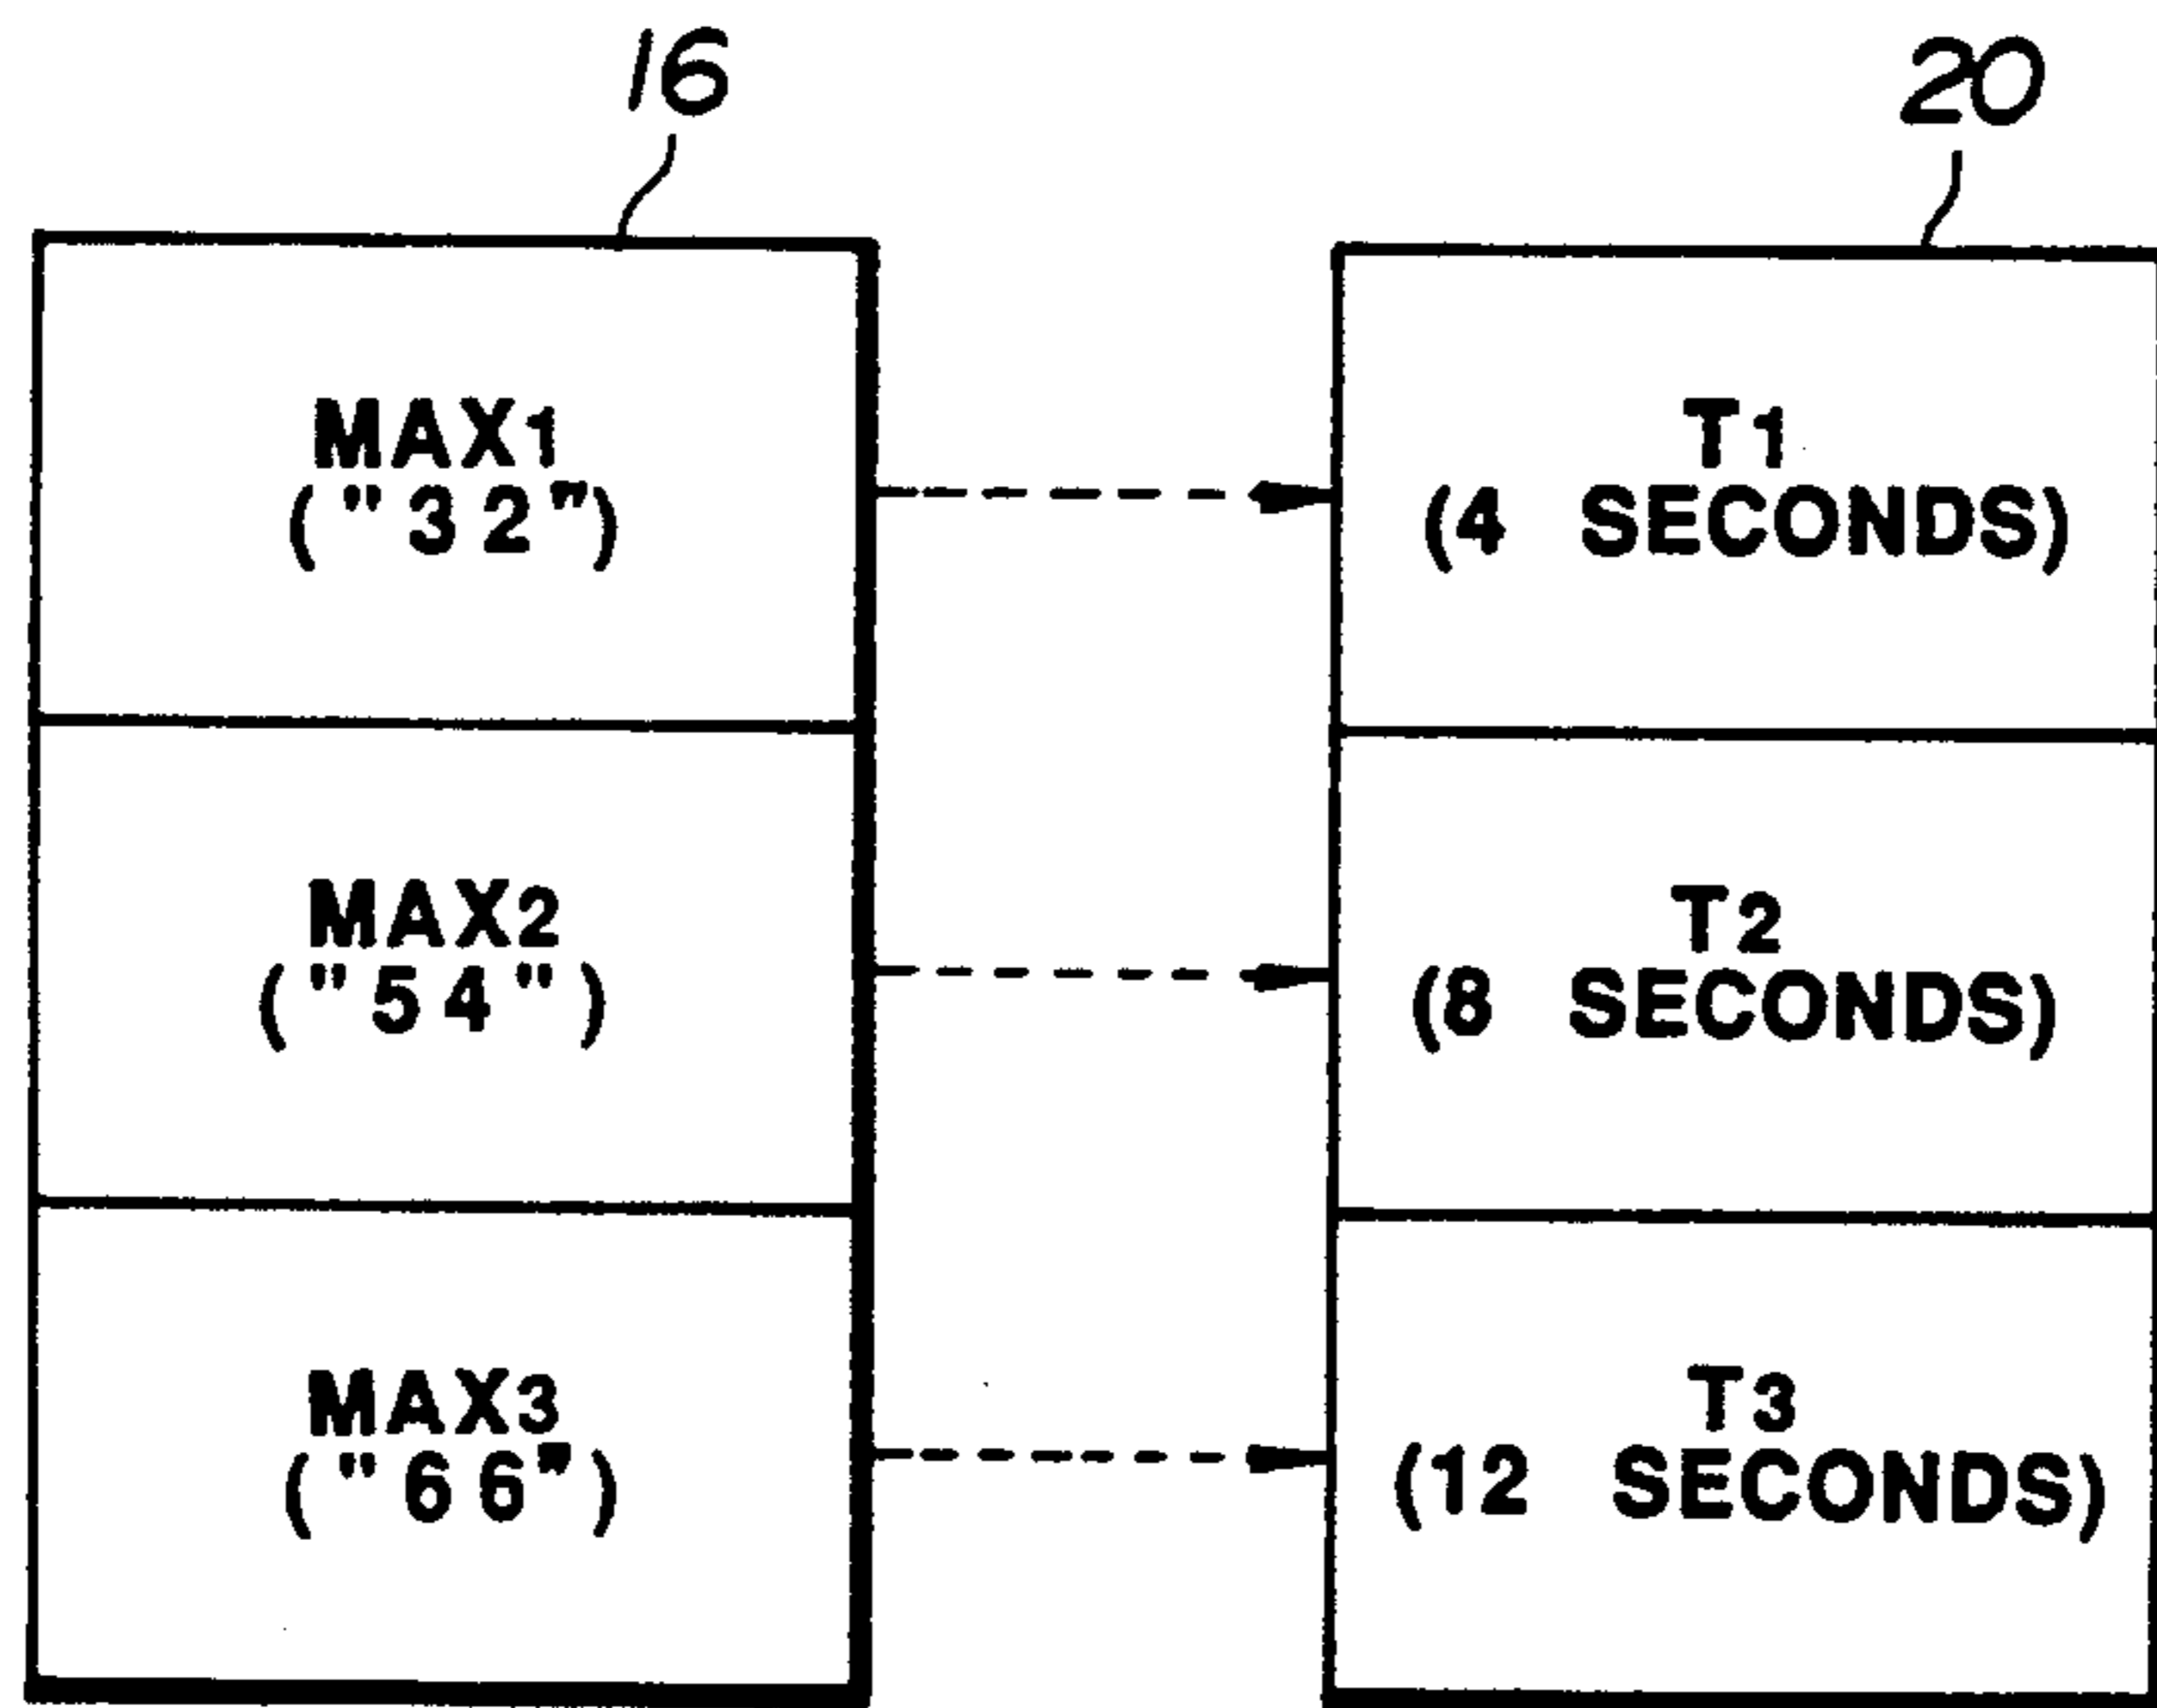 16
20
MAX1
("32")
T1
(4 SECONDS)
MAX2
("54")
T2
(8 SECONDS)
MAX3
("66")
T3
(12 SECONDS)